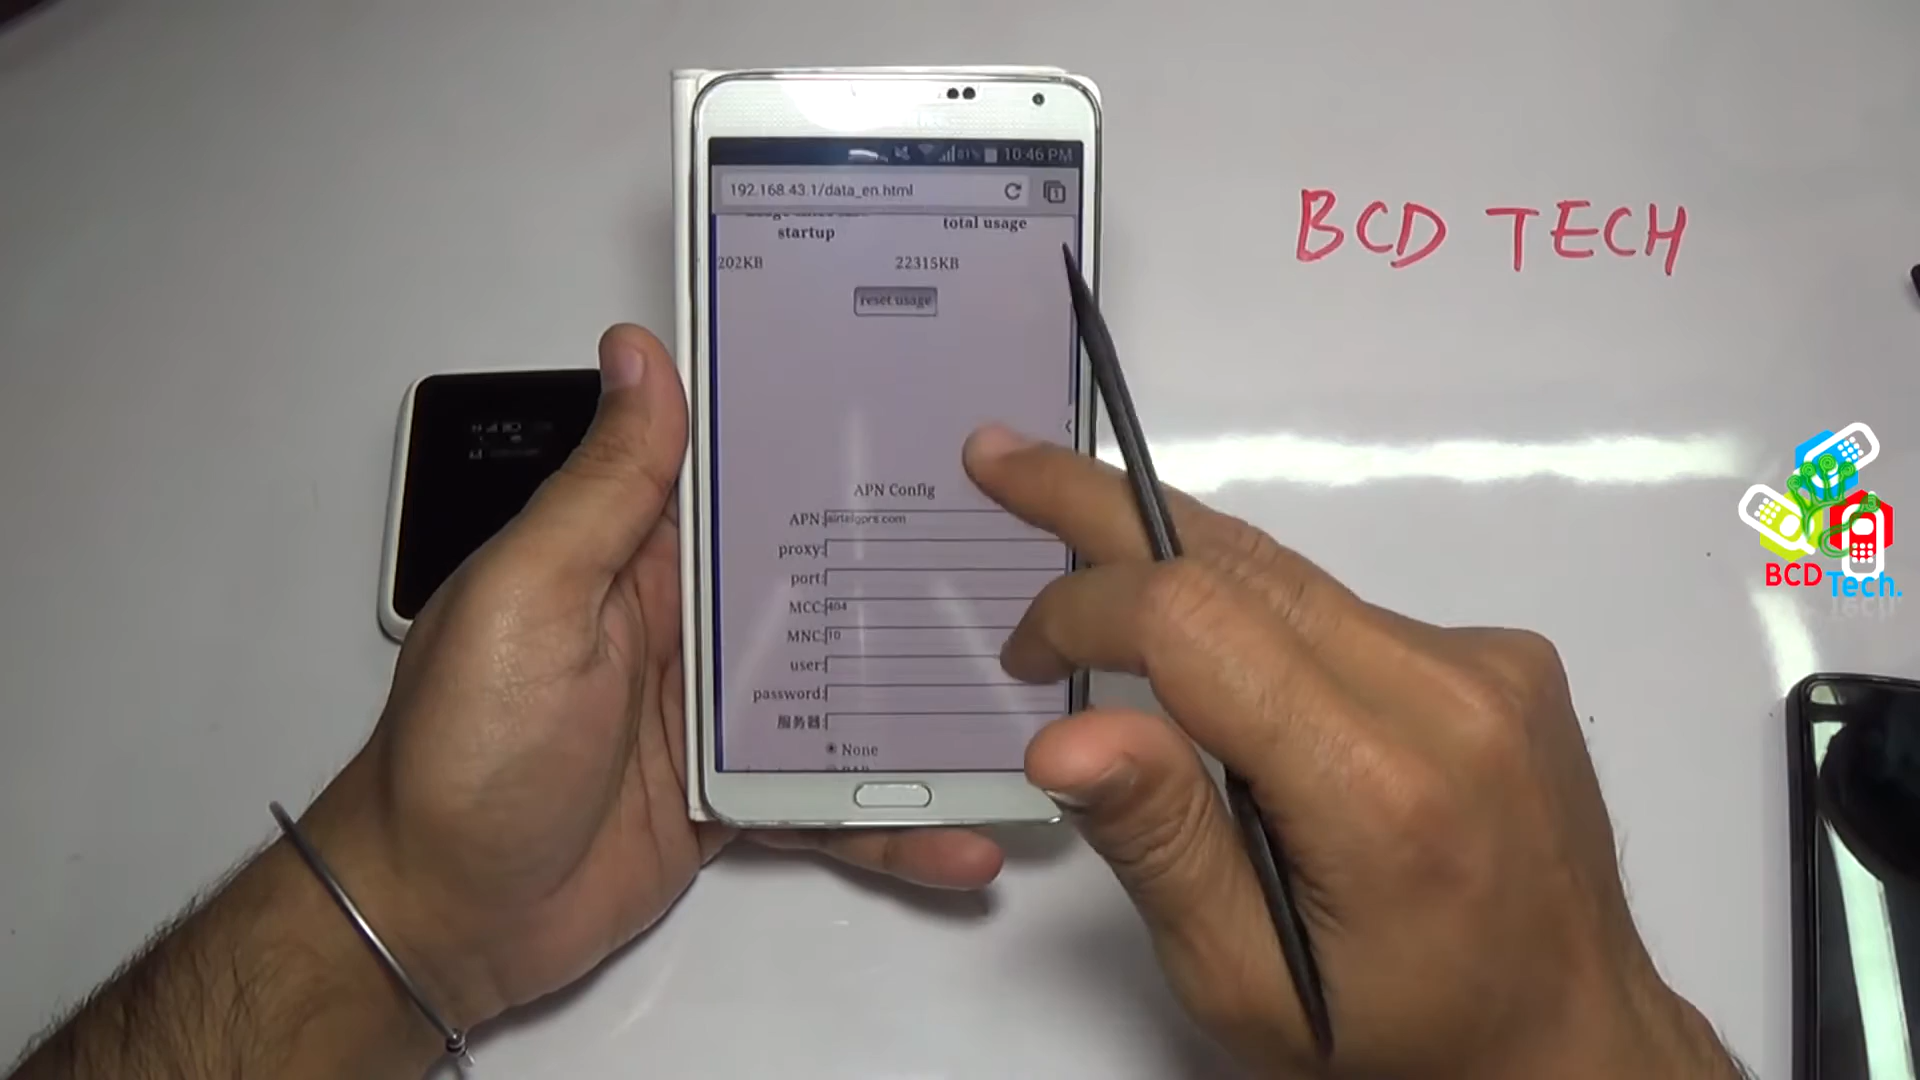 10:46 PM
192.168.43.1/data_en.html
1
startup
total usage
202KB
22315KB
reset usage
APN Config
APN: airtelgprs.com
proxy:
port:
MCC: 404
MNC: 10
user:
password:
服务器:
None
BCD TECH
BCD Tech.